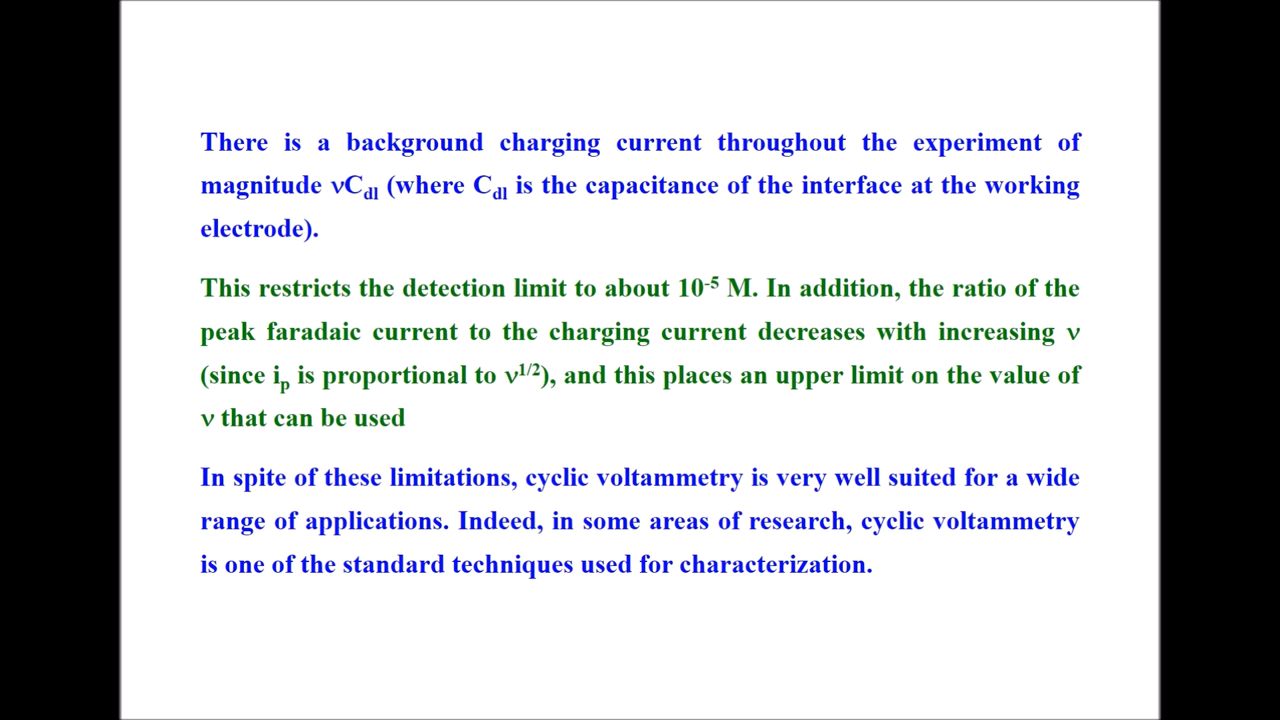 There is a background charging current throughout the experiment of
magnitude νC_dl (where C_dl is the capacitance of the interface at the working
electrode).
This restricts the detection limit to about 10^-5 M. In addition, the ratio of the
peak faradaic current to the charging current decreases with increasing ν
(since i_p is proportional to ν^1/2), and this places an upper limit on the value of
ν that can be used
In spite of these limitations, cyclic voltammetry is very well suited for a wide
range of applications. Indeed, in some areas of research, cyclic voltammetry
is one of the standard techniques used for characterization.